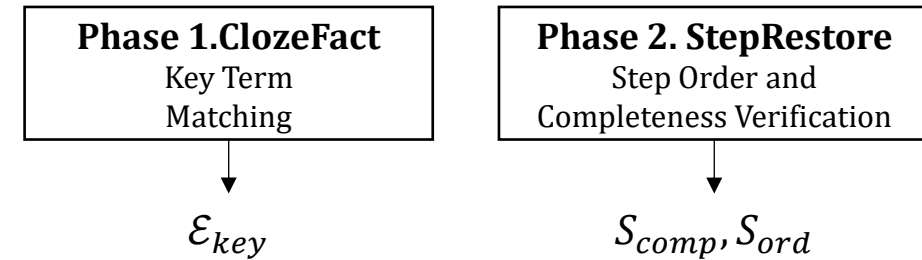 Phase 1.ClozeFact
Key Term
Matching
ℰ_key
Phase 2. StepRestore
Step Order and
Completeness Verification
S_comp, S_ord